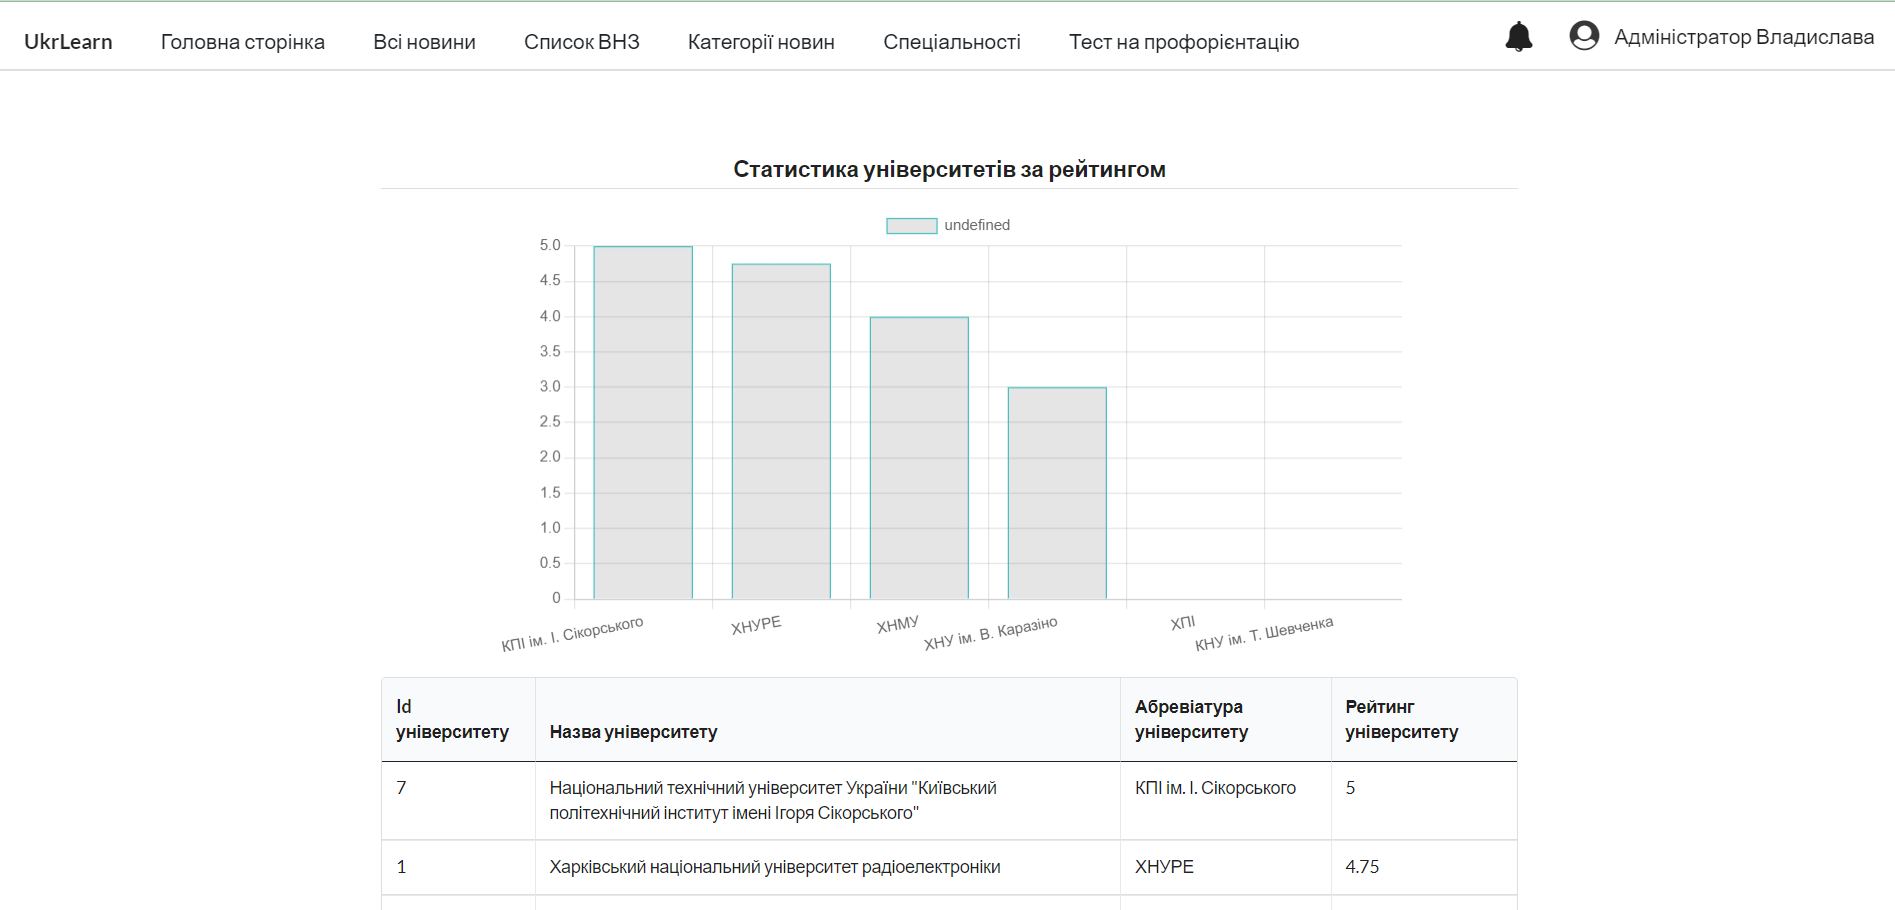 UkrLearn Головна сторінка Всі новини Список ВНЗ Категорії новин Спеціальності Тест на профорієнтацію Адміністратор Владислава
Статистика університетів за рейтингом
undefined
5.0
4.5
4.0
3.5
3.0
2.5
2.0
1.5
1.0
0.5
0
КПІ ім. І. Сікорського ХНУРЕ ХНМУ ХНУ ім. В. Каразіно ХПІ КНУ ім. Т. Шевченка
Id університету Назва університету Абревіатура університету Рейтинг університету
7 Національний технічний університет України "Київський політехнічний інститут імені Ігоря Сікорського" КПІ ім. І. Сікорського 5
1 Харківський національний університет радіоелектроніки ХНУРЕ 4.75